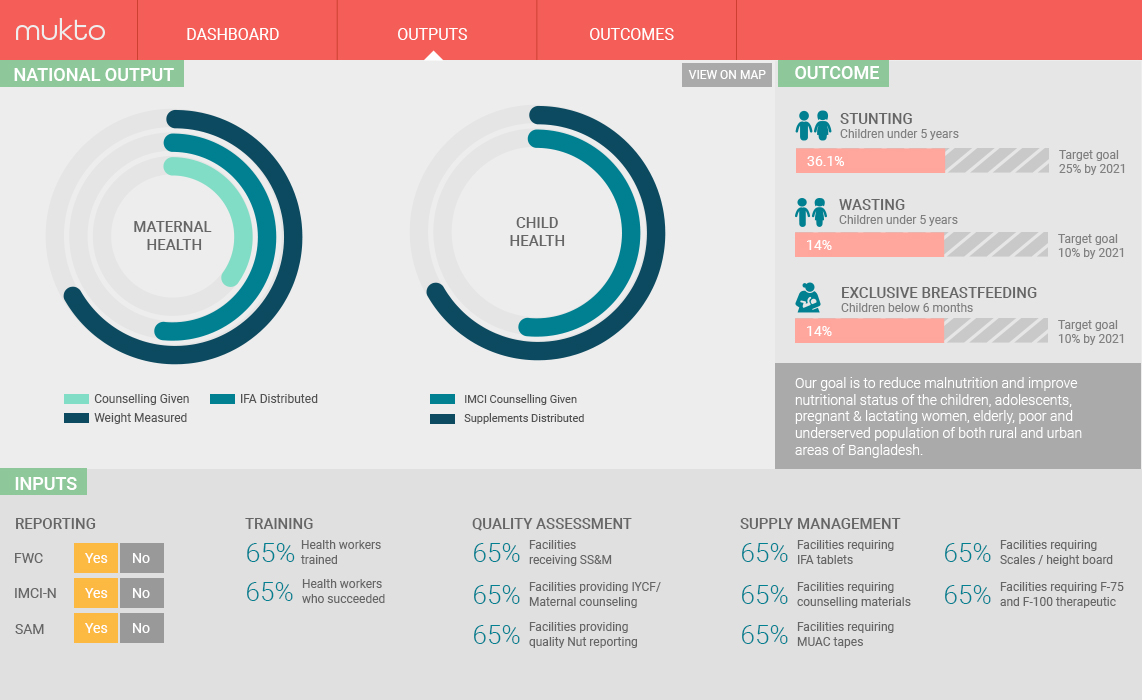 mukto
DASHBOARD
OUTPUTS
OUTCOMES
NATIONAL OUTPUT
VIEW ON MAP
MATERNAL
HEALTH
CHILD
HEALTH
Counselling Given
IFA Distributed
Weight Measured
IMCI Counselling Given
Supplements Distributed
OUTCOME
STUNTING
Children under 5 years
36.1%
Target goal
25% by 2021
WASTING
Children under 5 years
14%
Target goal
10% by 2021
EXCLUSIVE BREASTFEEDING
Children below 6 months
14%
Target goal
10% by 2021
Our goal is to reduce malnutrition and improve
nutritional status of the children, adolescents,
pregnant & lactating women, elderly, poor and
underserved population of both rural and urban
areas of Bangladesh.
INPUTS
REPORTING
FWC
Yes
No
IMCI-N
Yes
No
SAM
Yes
No
TRAINING
65%
Health workers
trained
65%
Health workers
who succeeded
QUALITY ASSESSMENT
65%
Facilities
receiving SS&M
65%
Facilities providing IYCF/
Maternal counseling
65%
Facilities providing
quality Nut reporting
SUPPLY MANAGEMENT
65%
Facilities requiring
IFA tablets
65%
Facilities requiring
counselling materials
65%
Facilities requiring
MUAC tapes
65%
Facilities requiring
Scales / height board
65%
Facilities requiring F-75
and F-100 therapeutic